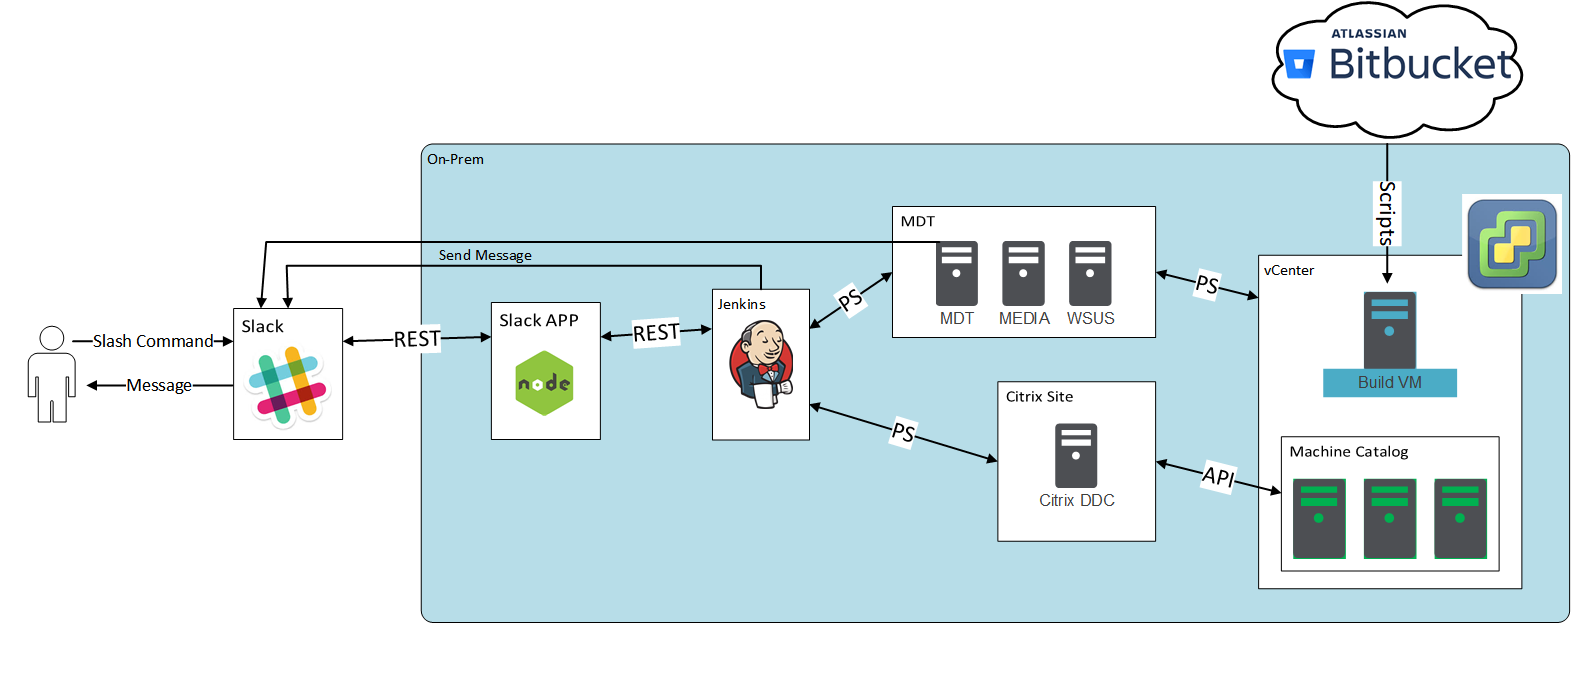 ATLASSIAN
Bitbucket
On-Prem
Scripts
MDT
Send Message
vCenter
PS
PS
Jenkins
Slack
Slack APP
MDT
MEDIA
WSUS
Slash Command
REST
REST
node
Message
Build VM
Citrix Site
PS
Machine Catalog
API
Citrix DDC